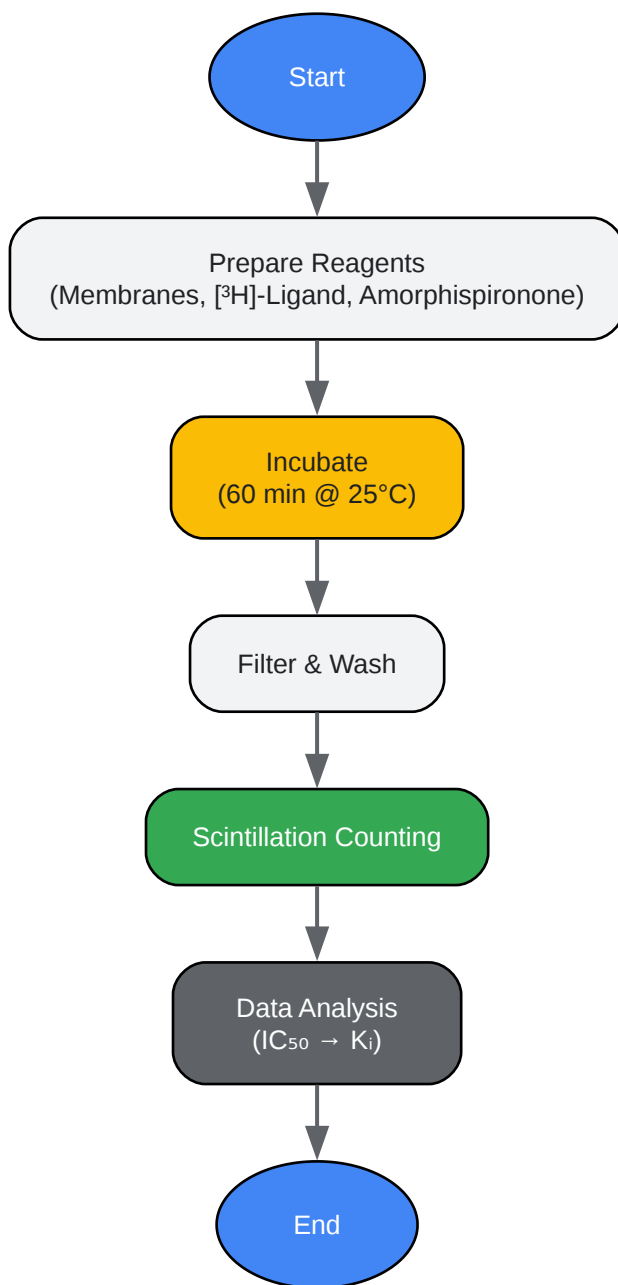 Start
Prepare Reagents
(Membranes, [³H]-Ligand, Amorphispironone)
Incubate
(60 min @ 25°C)
Filter & Wash
Scintillation Counting
Data Analysis
(IC₅₀ → Kᵢ)
End